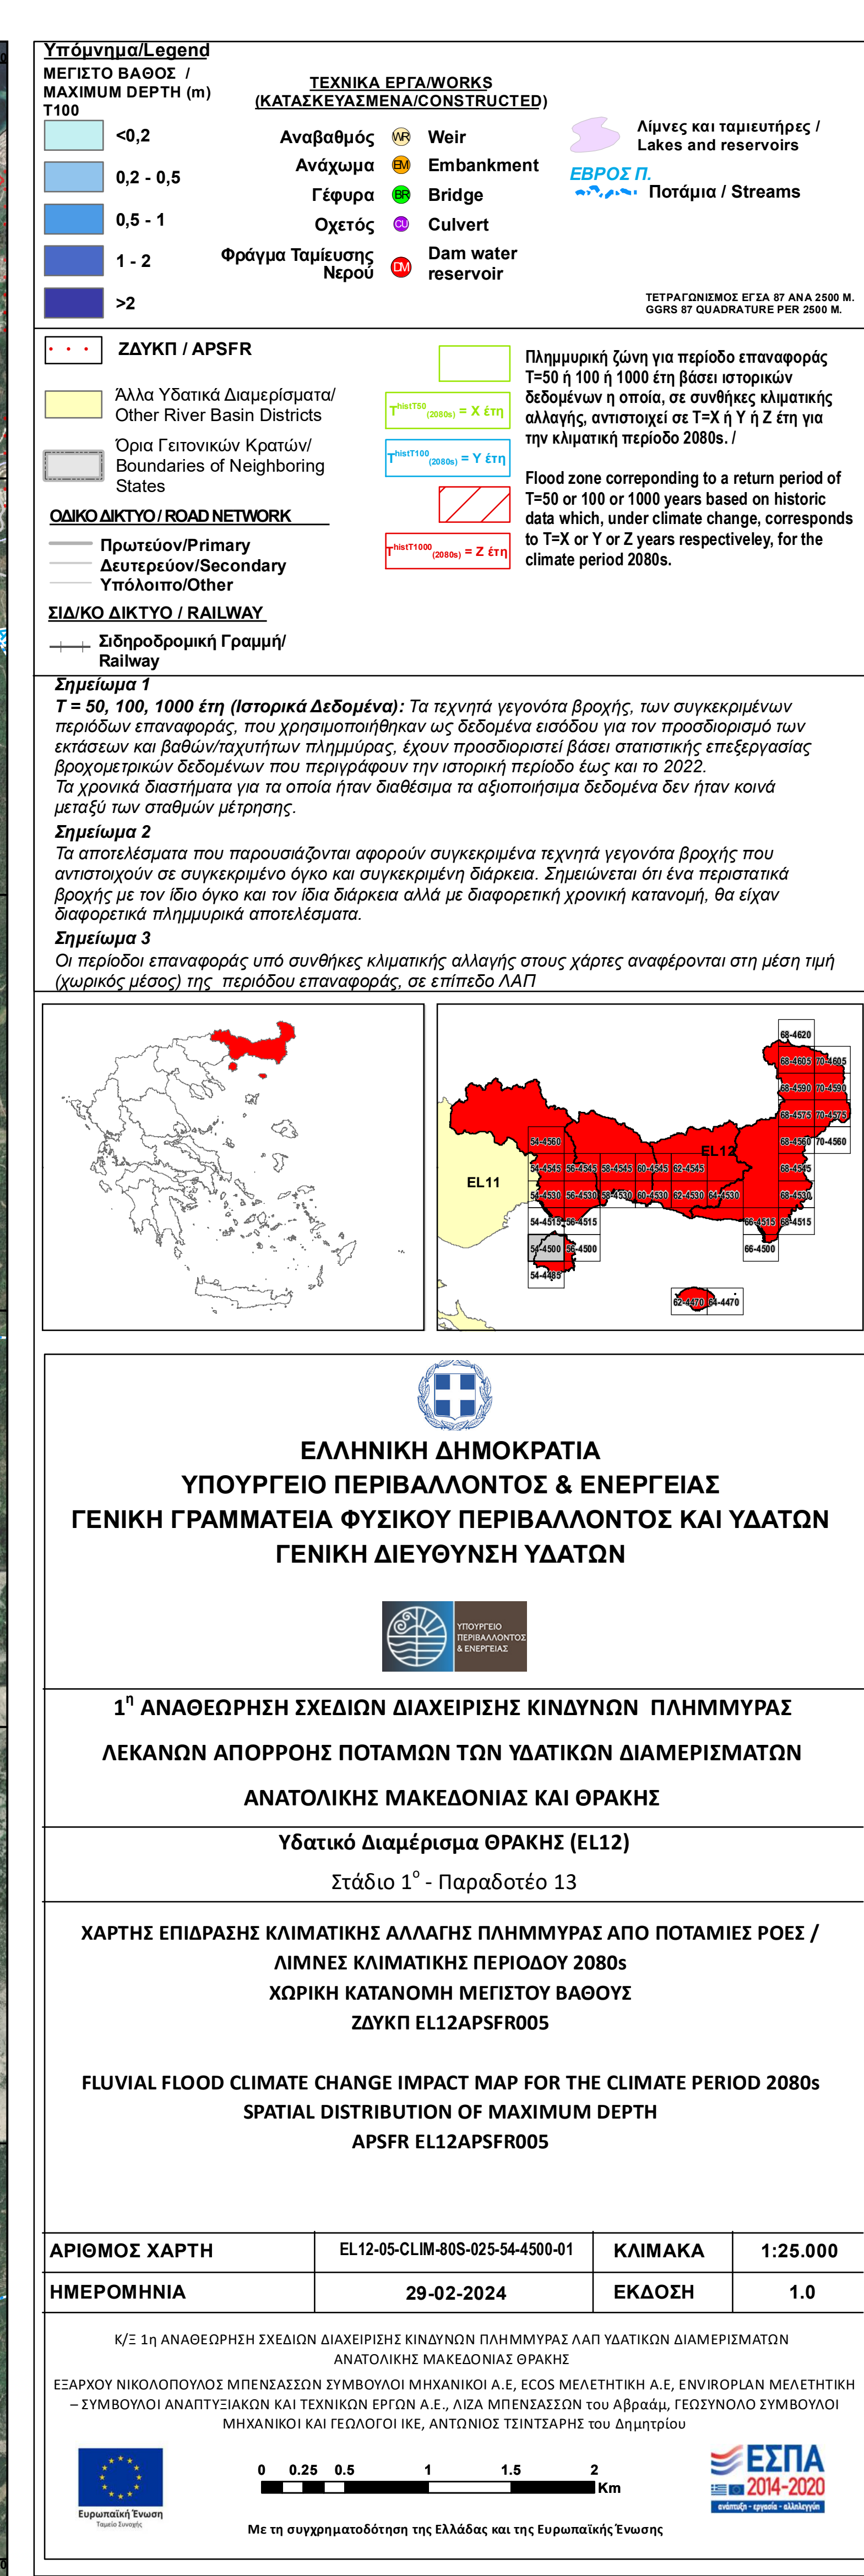 Υπόμνημα/Legend
ΜΕΓΙΣΤΟ ΒΑΘΟΣ /
MAXIMUM DEPTH (m)
T100
<0,2
0,2 - 0,5
0,5 - 1
1 - 2
>2
ΤΕΧΝΙΚΑ ΕΡΓΑ/WORKS
(ΚΑΤΑΣΚΕΥΑΣΜΕΝΑ/CONSTRUCTED)
Αναβαθμός WR Weir
Ανάχωμα EM Embankment
Γέφυρα BR Bridge
Οχετός CU Culvert
Φράγμα Ταμίευσης
Νερού
DM
Dam water
reservoir
Λίμνες και ταμιευτήρες /
Lakes and reservoirs
ΕΒΡΟΣ Π.
Ποτάμια / Streams
ΤΕΤΡΑΓΩΝΙΣΜΟΣ ΕΓΣΑ 87 ΑΝΑ 2500 Μ.
GGRS 87 QUADRATURE PER 2500 M.
ΖΔΥΚΠ / APSFR
Άλλα Υδατικά Διαμερίσματα/
Other River Basin Districts
Όρια Γειτονικών Κρατών/
Boundaries of Neighboring
States
ΟΔΙΚΟ ΔΙΚΤΥΟ / ROAD NETWORK
Πρωτεύον/Primary
Δευτερεύον/Secondary
Υπόλοιπο/Other
ΣΙΔ/ΚΟ ΔΙΚΤΥΟ / RAILWAY
Σιδηροδρομική Γραμμή/
Railway
ThistT50(2080s) = X έτη
ThistT100(2080s) = Y έτη
ThistT1000(2080s) = Z έτη
Πλημμυρική ζώνη για περίοδο επαναφοράς
T=50 ή 100 ή 1000 έτη βάσει ιστορικών
δεδομένων η οποία, σε συνθήκες κλιματικής
αλλαγής, αντιστοιχεί σε T=X ή Y ή Z έτη για
την κλιματική περίοδο 2080s. /
Flood zone correponding to a return period of
T=50 or 100 or 1000 years based on historic
data which, under climate change, corresponds
to T=X or Y or Z years respectiveley, for the
climate period 2080s.
Σημείωμα 1
T = 50, 100, 1000 έτη (Ιστορικά Δεδομένα): Τα τεχνητά γεγονότα βροχής, των συγκεκριμένων
περιόδων επαναφοράς, που χρησιμοποιήθηκαν ως δεδομένα εισόδου για τον προσδιορισμό των
εκτάσεων και βαθών/ταχυτήτων πλημμύρας, έχουν προσδιοριστεί βάσει στατιστικής επεξεργασίας
βροχομετρικών δεδομένων που περιγράφουν την ιστορική περίοδο έως και το 2022.
Τα χρονικά διαστήματα για τα οποία ήταν διαθέσιμα τα αξιοποιήσιμα δεδομένα δεν ήταν κοινά
μεταξύ των σταθμών μέτρησης.
Σημείωμα 2
Τα αποτελέσματα που παρουσιάζονται αφορούν συγκεκριμένα τεχνητά γεγονότα βροχής που
αντιστοιχούν σε συγκεκριμένο όγκο και συγκεκριμένη διάρκεια. Σημειώνεται ότι ένα περιστατικά
βροχής με τον ίδιο όγκο και τον ίδια διάρκεια αλλά με διαφορετική χρονική κατανομή, θα είχαν
διαφορετικά πλημμυρικά αποτελέσματα.
Σημείωμα 3
Οι περίοδοι επαναφοράς υπό συνθήκες κλιματικής αλλαγής στους χάρτες αναφέρονται στη μέση τιμή
(χωρικός μέσος) της περιόδου επαναφοράς, σε επίπεδο ΛΑΠ
68-4620
68-4605 70-4605
68-4590 70-4590
68-4575 70-4575
54-4560 EL12 68-4560 70-4560
EL11 54-4545 56-4545 58-4545 60-4545 62-4545 68-4545
54-4530 56-4530 58-4530 60-4530 62-4530 64-4530 68-4530
54-4515 56-4515 66-4515 68-4515
54-4500 56-4500 66-4500
54-4485
62-4470 64-4470
ΕΛΛΗΝΙΚΗ ΔΗΜΟΚΡΑΤΙΑ
ΥΠΟΥΡΓΕΙΟ ΠΕΡΙΒΑΛΛΟΝΤΟΣ & ΕΝΕΡΓΕΙΑΣ
ΓΕΝΙΚΗ ΓΡΑΜΜΑΤΕΙΑ ΦΥΣΙΚΟΥ ΠΕΡΙΒΑΛΛΟΝΤΟΣ ΚΑΙ ΥΔΑΤΩΝ
ΓΕΝΙΚΗ ΔΙΕΥΘΥΝΣΗ ΥΔΑΤΩΝ
ΥΠΟΥΡΓΕΙΟ
ΠΕΡΙΒΑΛΛΟΝΤΟΣ
& ΕΝΕΡΓΕΙΑΣ
1η ΑΝΑΘΕΩΡΗΣΗ ΣΧΕΔΙΩΝ ΔΙΑΧΕΙΡΙΣΗΣ ΚΙΝΔΥΝΩΝ ΠΛΗΜΜΥΡΑΣ
ΛΕΚΑΝΩΝ ΑΠΟΡΡΟΗΣ ΠΟΤΑΜΩΝ ΤΩΝ ΥΔΑΤΙΚΩΝ ΔΙΑΜΕΡΙΣΜΑΤΩΝ
ΑΝΑΤΟΛΙΚΗΣ ΜΑΚΕΔΟΝΙΑΣ ΚΑΙ ΘΡΑΚΗΣ
Υδατικό Διαμέρισμα ΘΡΑΚΗΣ (EL12)
Στάδιο 1ο - Παραδοτέο 13
ΧΑΡΤΗΣ ΕΠΙΔΡΑΣΗΣ ΚΛΙΜΑΤΙΚΗΣ ΑΛΛΑΓΗΣ ΠΛΗΜΜΥΡΑΣ ΑΠΟ ΠΟΤΑΜΙΕΣ ΡΟΕΣ /
ΛΙΜΝΕΣ ΚΛΙΜΑΤΙΚΗΣ ΠΕΡΙΟΔΟΥ 2080s
ΧΩΡΙΚΗ ΚΑΤΑΝΟΜΗ ΜΕΓΙΣΤΟΥ ΒΑΘΟΥΣ
ΖΔΥΚΠ EL12APSFR005
FLUVIAL FLOOD CLIMATE CHANGE IMPACT MAP FOR THE CLIMATE PERIOD 2080s
SPATIAL DISTRIBUTION OF MAXIMUM DEPTH
APSFR EL12APSFR005
ΑΡΙΘΜΟΣ ΧΑΡΤΗ EL12-05-CLIM-80S-025-54-4500-01 ΚΛΙΜΑΚΑ 1:25.000
ΗΜΕΡΟΜΗΝΙΑ 29-02-2024 ΕΚΔΟΣΗ 1.0
Κ/Ξ 1η ΑΝΑΘΕΩΡΗΣΗ ΣΧΕΔΙΩΝ ΔΙΑΧΕΙΡΙΣΗΣ ΚΙΝΔΥΝΩΝ ΠΛΗΜΜΥΡΑΣ ΛΑΠ ΥΔΑΤΙΚΩΝ ΔΙΑΜΕΡΙΣΜΑΤΩΝ
ΑΝΑΤΟΛΙΚΗΣ ΜΑΚΕΔΟΝΙΑΣ ΘΡΑΚΗΣ
ΕΞΑΡΧΟΥ ΝΙΚΟΛΟΠΟΥΛΟΣ ΜΠΕΝΣΑΣΣΩΝ ΣΥΜΒΟΥΛΟΙ ΜΗΧΑΝΙΚΟΙ Α.Ε, ECOS ΜΕΛΕΤΗΤΙΚΗ Α.Ε, ENVIROPLAN ΜΕΛΕΤΗΤΙΚΗ
– ΣΥΜΒΟΥΛΟΙ ΑΝΑΠΤΥΞΙΑΚΩΝ ΚΑΙ ΤΕΧΝΙΚΩΝ ΕΡΓΩΝ Α.Ε., ΛΙΖΑ ΜΠΕΝΣΑΣΣΩΝ του Αβραάμ, ΓΕΩΣΥΝΟΛΟ ΣΥΜΒΟΥΛΟΙ
ΜΗΧΑΝΙΚΟΙ ΚΑΙ ΓΕΩΛΟΓΟΙ ΙΚΕ, ΑΝΤΩΝΙΟΣ ΤΣΙΝΤΣΑΡΗΣ του Δημητρίου
Ευρωπαϊκή Ένωση
Ταμείο Συνοχής
0 0.25 0.5 1 1.5 2
Km
Με τη συγχρηματοδότηση της Ελλάδας και της Ευρωπαϊκής Ένωσης
ΕΣΠΑ
2014-2020
ανάπτυξη - εργασία - αλληλεγγύη